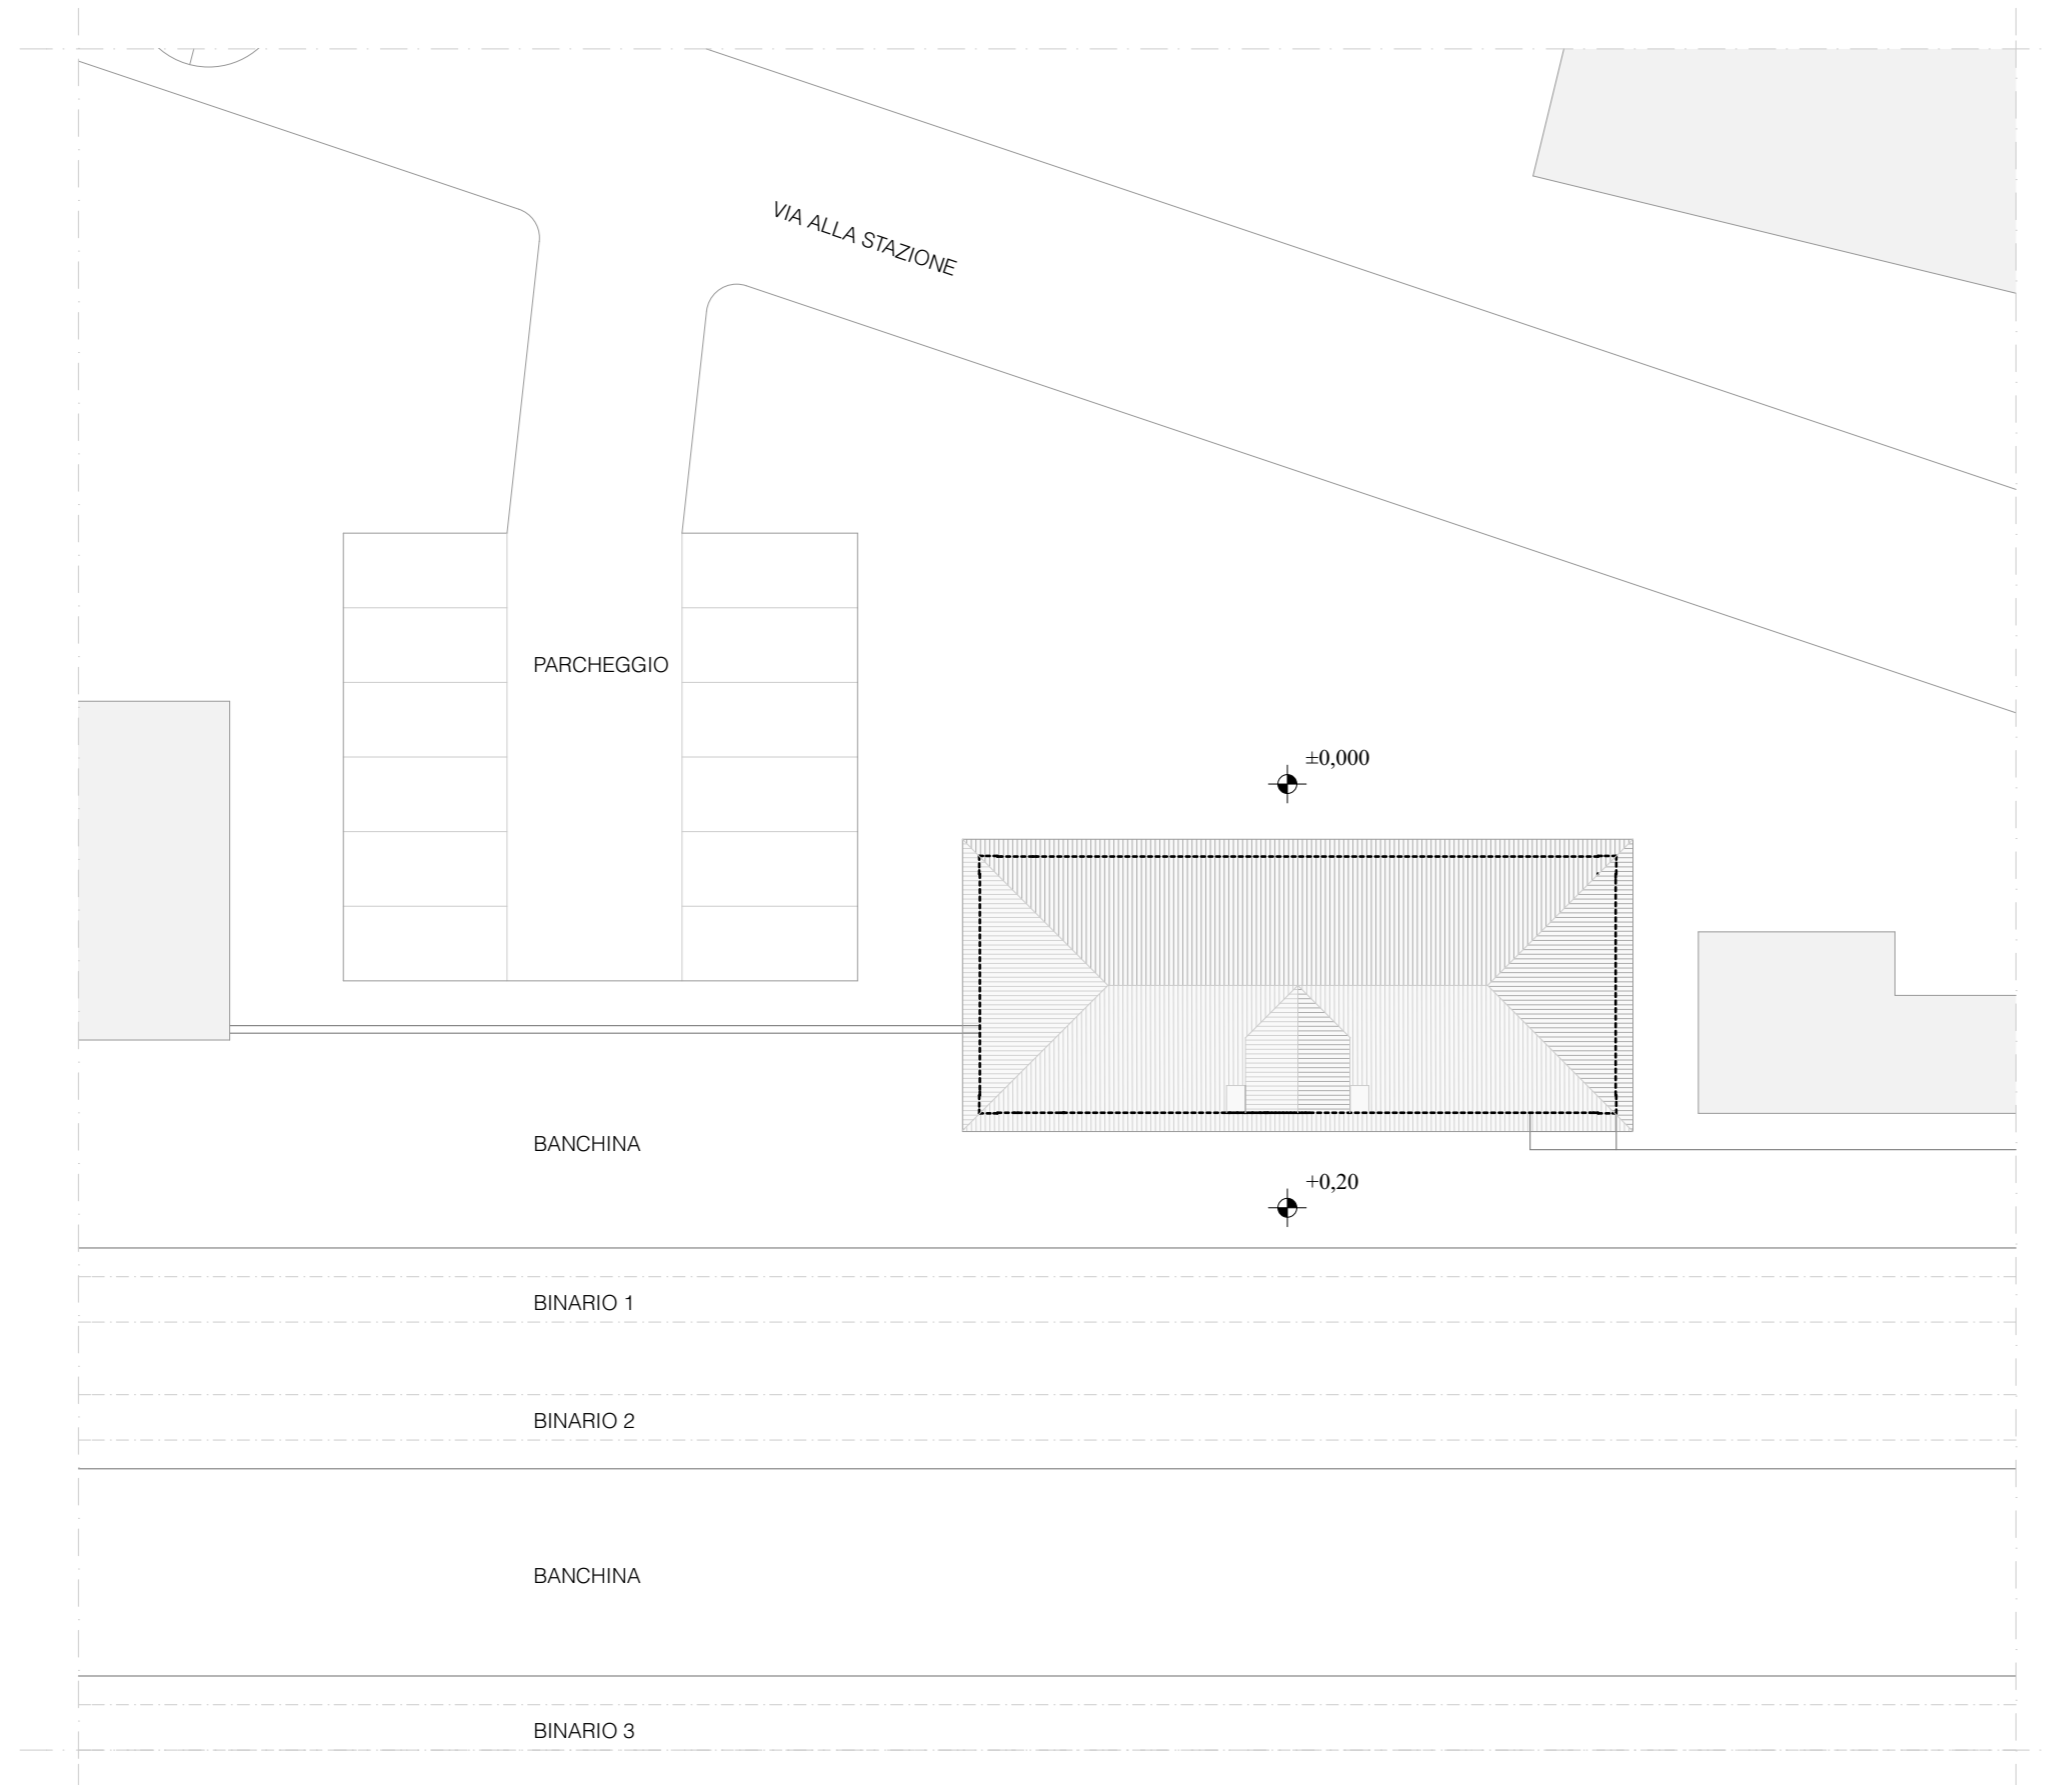 VIA ALLA STAZIONE
PARCHEGGIO
±0,000
BANCHINA
+0,20
BINARIO 1
BINARIO 2
BANCHINA
BINARIO 3